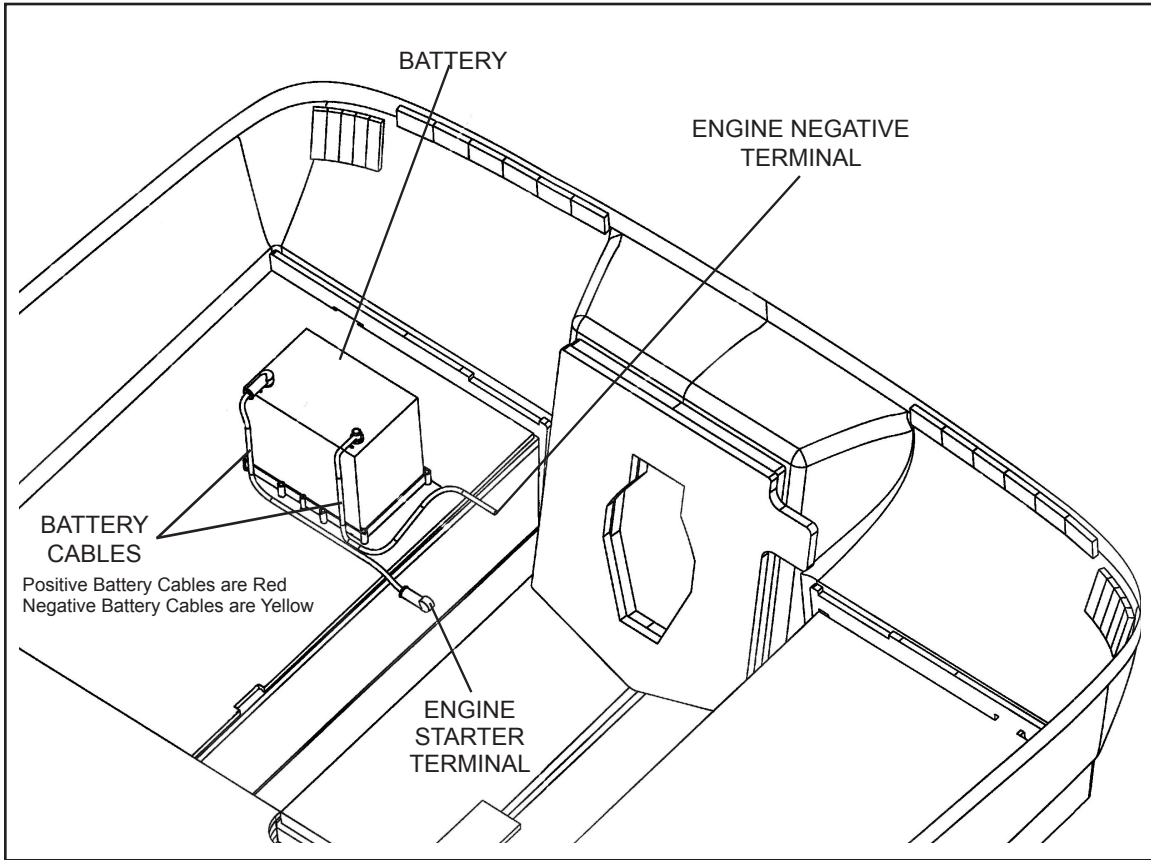 BATTERY
ENGINE NEGATIVE
TERMINAL
BATTERY
CABLES
Positive Battery Cables are Red
Negative Battery Cables are Yellow
ENGINE
STARTER
TERMINAL